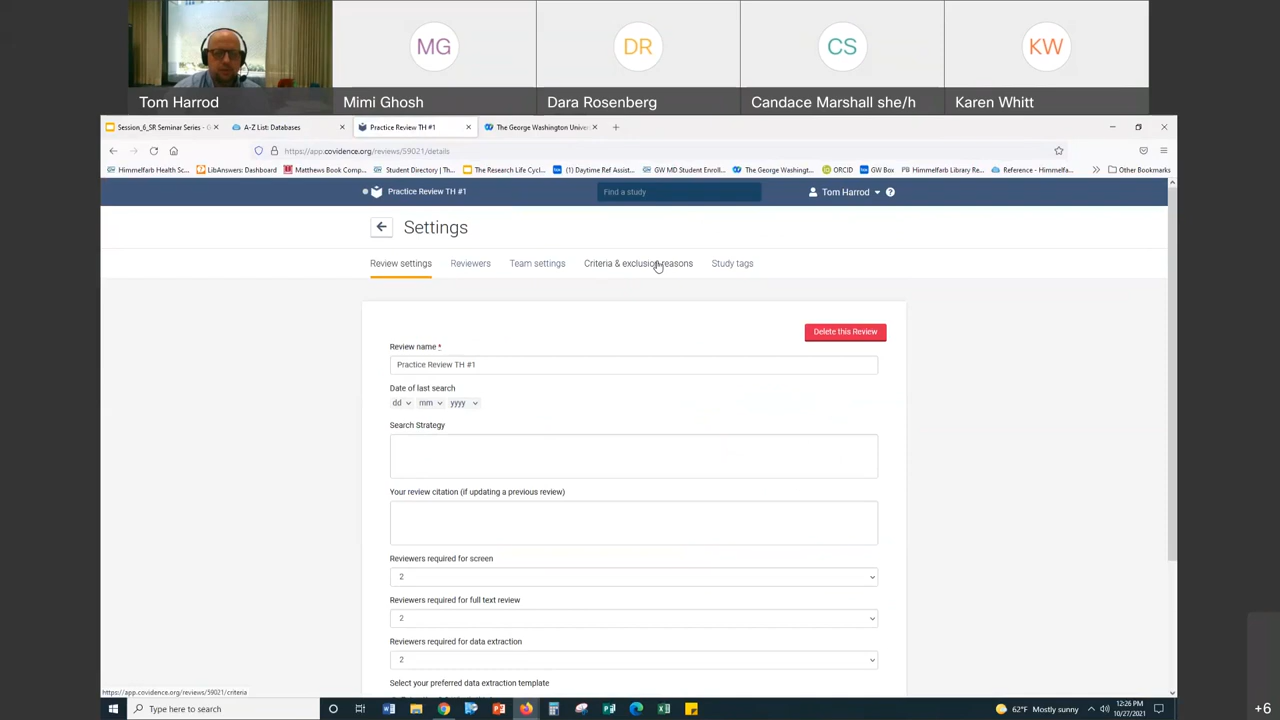 MG
DR
CS
KW
Tom Harrod
Mimi Ghosh
Dara Rosenberg
Candace Marshall she/h
Karen Whitt
Session_6_SR Seminar Series -
A-Z List: Databases
Practice Review TH #1
The George Washington Univer
https://app.covidence.org/reviews/59021/details
Himmelfarb Health Sc...
LibAnswers: Dashboard
Matthews Book Comp...
Student Directory | Th...
The Research Life Cycl...
(1) Daytime Ref Assist...
GW MD Student Enroll...
The George Washingt...
ORCID
GW Box
Himmelfarb Library Re...
Reference - Himmelfa...
Other Bookmarks
Practice Review TH #1
Find a study
Tom Harrod
Settings
Review settings
Reviewers
Team settings
Criteria & exclusion reasons
Study tags
Delete this Review
Review name *
Practice Review TH #1
Date of last search
dd mm yyyy
Search Strategy
Your review citation (if updating a previous review)
Reviewers required for screen
2
Reviewers required for full text review
2
Reviewers required for data extraction
2
Select your preferred data extraction template
https://app.covidence.org/reviews/59021/criteria
Type here to search
62°F Mostly sunny
12:26 PM
10/27/2021
+6